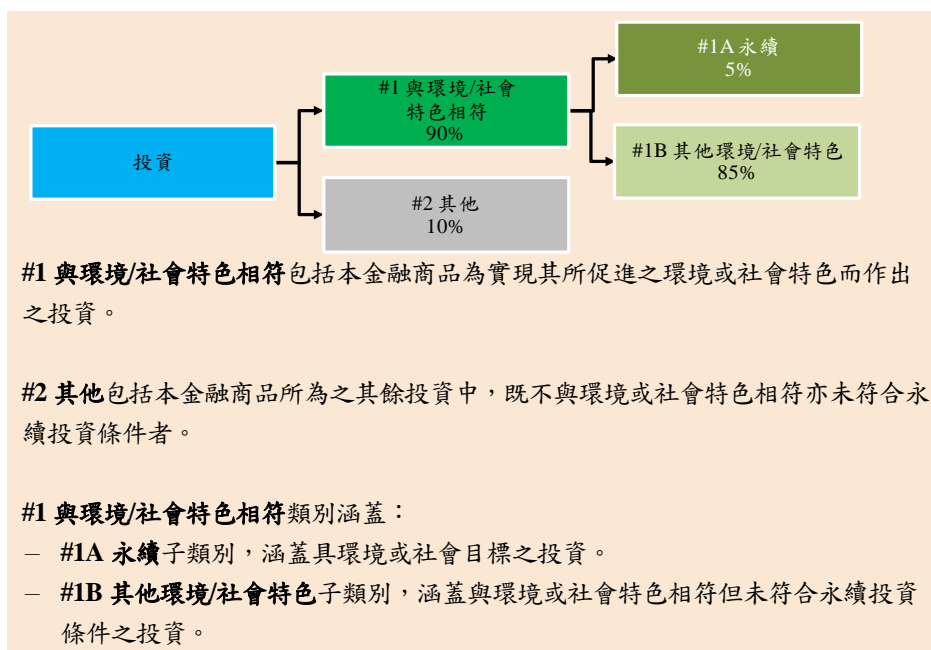 #1A 永續
5%
#1 與環境/社會
特色相符
90%
投資
#1B 其他環境/社會特色
85%
#2 其他
10%
#1 與環境/社會特色相符包括本金融商品為實現其所促進之環境或社會特色而作出
之投資。
#2 其他包括本金融商品所為之其餘投資中，既不與環境或社會特色相符亦未符合永
續投資條件者。
#1 與環境/社會特色相符類別涵蓋：
– #1A 永續子類別，涵蓋具環境或社會目標之投資。
– #1B 其他環境/社會特色子類別，涵蓋與環境或社會特色相符但未符合永續投資
條件之投資。